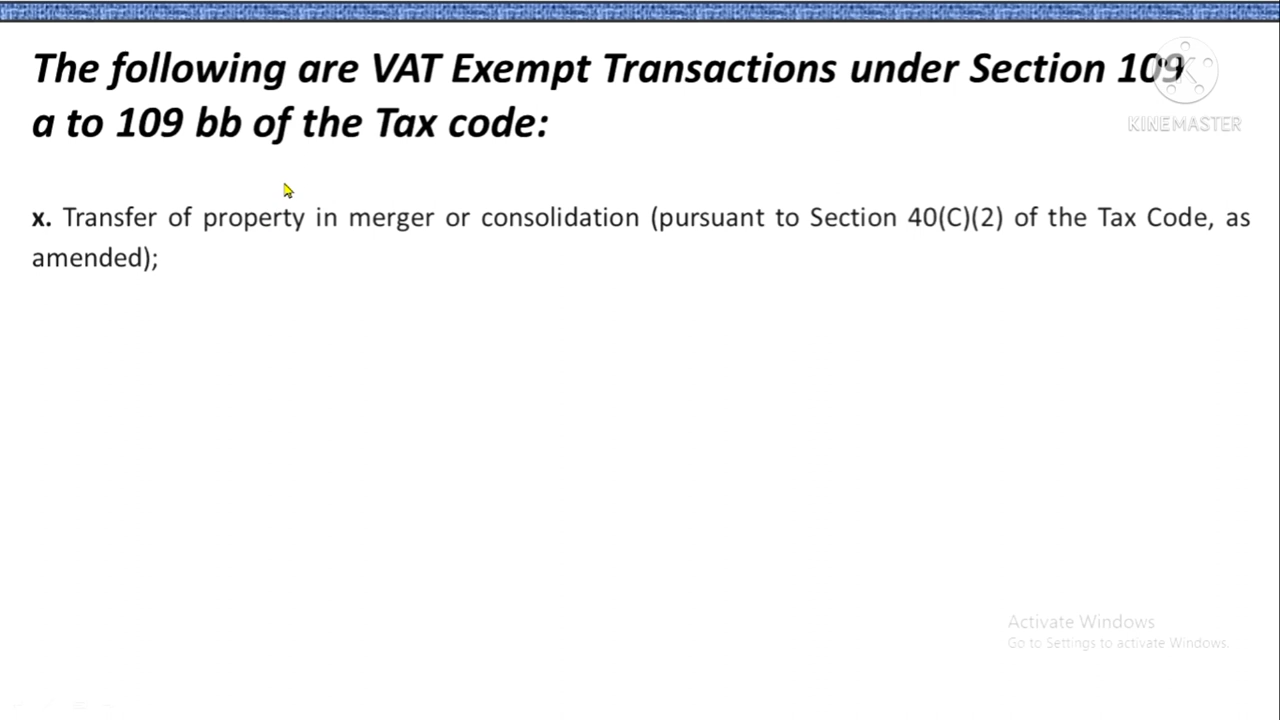 The following are VAT Exempt Transactions under Section 109
a to 109 bb of the Tax code:
KINEMASTER
x. Transfer of property in merger or consolidation (pursuant to Section 40(C)(2) of the Tax Code, as
amended);
Activate Windows
Go to Settings to activate Windows.